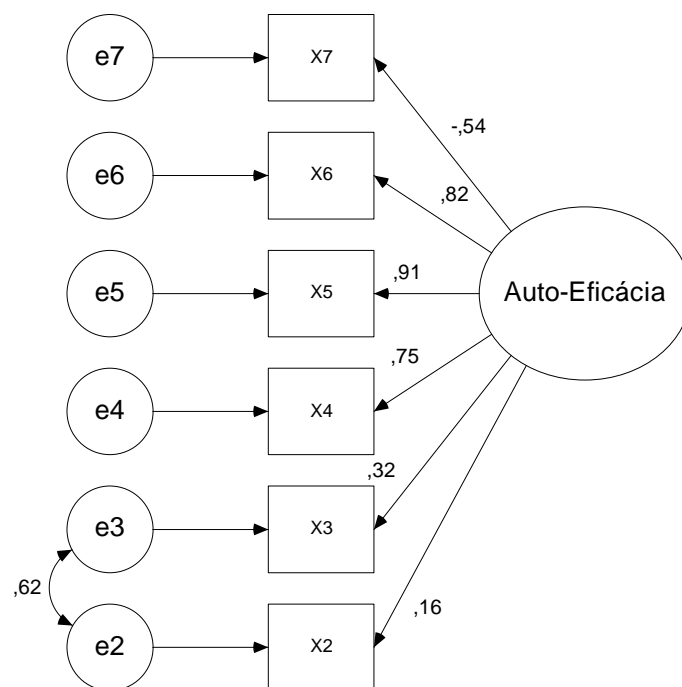 e7
X7
-,54
e6
X6
,82
e5
X5
,91
Auto-Eficácia
e4
X4
,75
e3
X3
,32
,62
e2
X2
,16